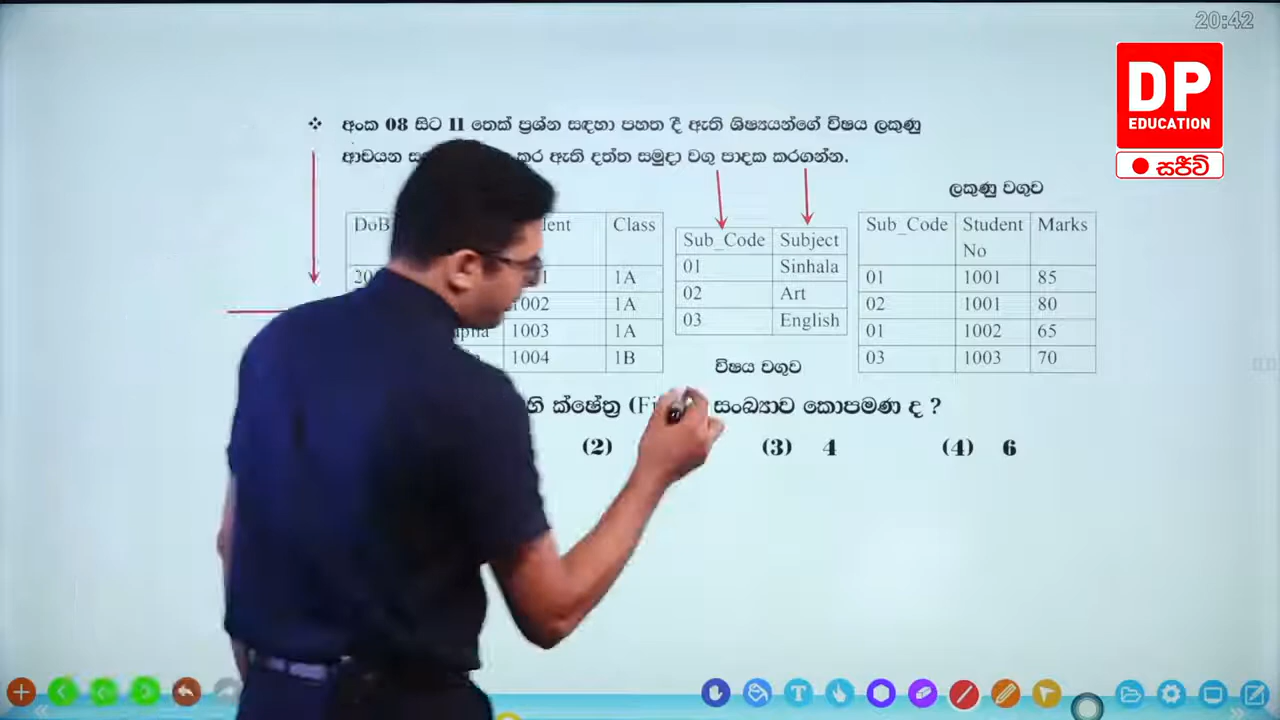 20:42
DP
EDUCATION
සජීවි
❖ අංක 08 සිට 11 තෙක් ප්‍රශ්න සඳහා පහත දී ඇති ශිෂ්‍යයන්ගේ විෂය ලකුණු
ආචයන කර ඇති දත්ත සමුදා වගු පාදක කරගන්න.
ලකුණු වගුව
DoB Class
1A
1002 1A
1003 1A
1004 1B
Sub_Code Subject
01 Sinhala
02 Art
03 English
විෂය වගුව
Sub_Code Student No Marks
01 1001 85
02 1001 80
01 1002 65
03 1003 70
ක්ෂේත්‍ර සංඛ්‍යාව කොපමණ ද ?
(2) (3) 4 (4) 6